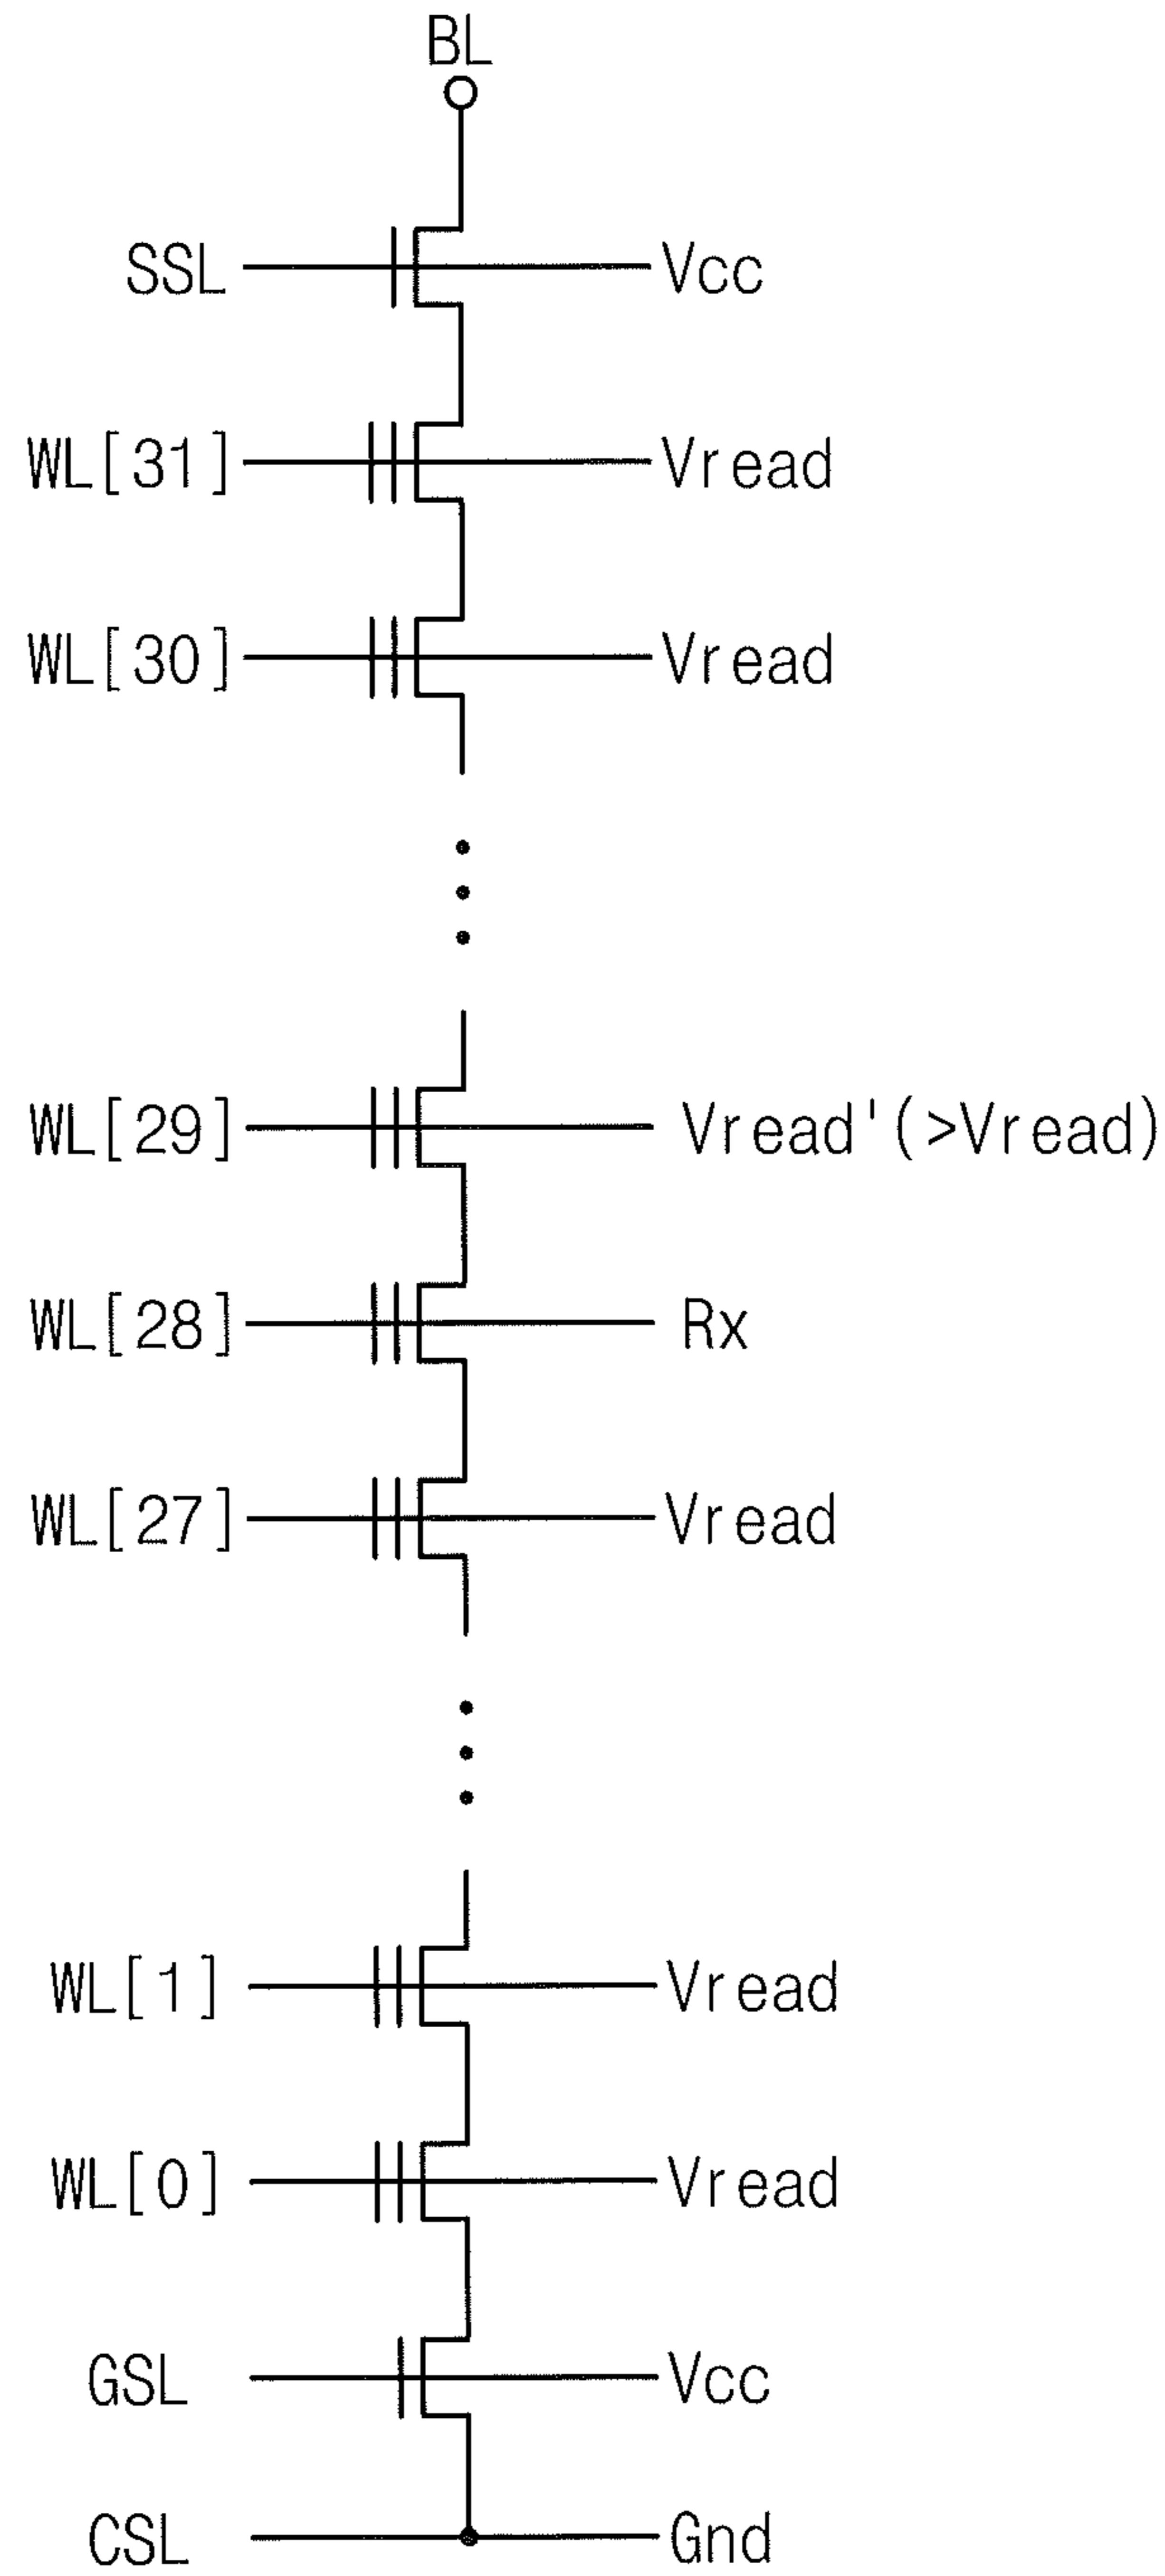 BL
SSL Vcc
WL[31] Vread
WL[30] Vread
WL[29] Vread'(>Vread)
WL[28] Rx
WL[27] Vread
WL[1] Vread
WL[0] Vread
GSL Vcc
CSL Gnd